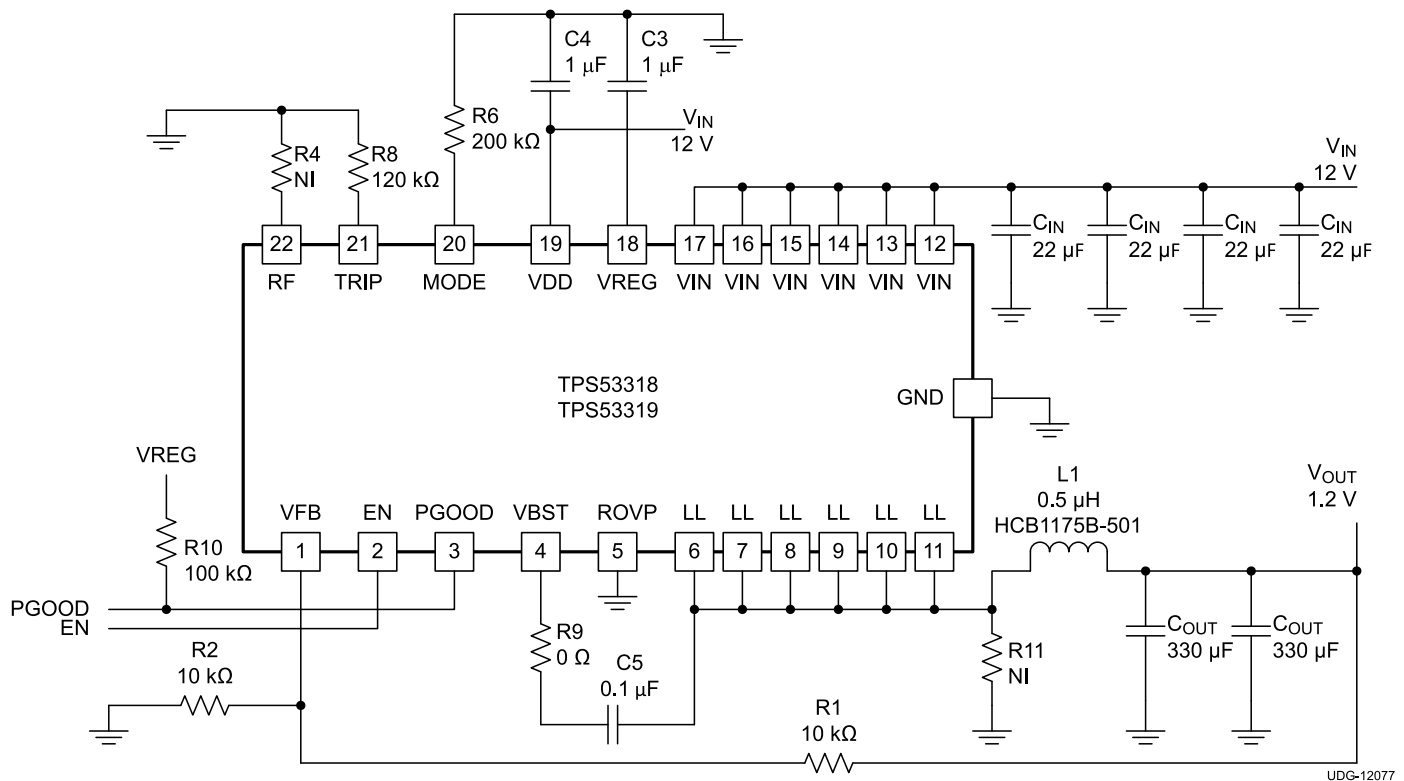 C4
1 µF
C3
1 µF
R6
200 kΩ
VIN
12 V
R4
NI
R8
120 kΩ
VIN
12 V
CIN
22 µF
CIN
22 µF
CIN
22 µF
CIN
22 µF
22 21 20 19 18 17 16 15 14 13 12
RF TRIP MODE VDD VREG VIN VIN VIN VIN VIN VIN
TPS53318
TPS53319
GND
VREG
R10
100 kΩ
L1
0.5 µH
HCB1175B-501
VOUT
1.2 V
VFB EN PGOOD VBST ROVP LL LL LL LL LL LL
1 2 3 4 5 6 7 8 9 10 11
PGOOD
EN
R9
0 Ω
C5
0.1 µF
R2
10 kΩ
R11
NI
COUT
330 µF
COUT
330 µF
R1
10 kΩ
UDG-12077